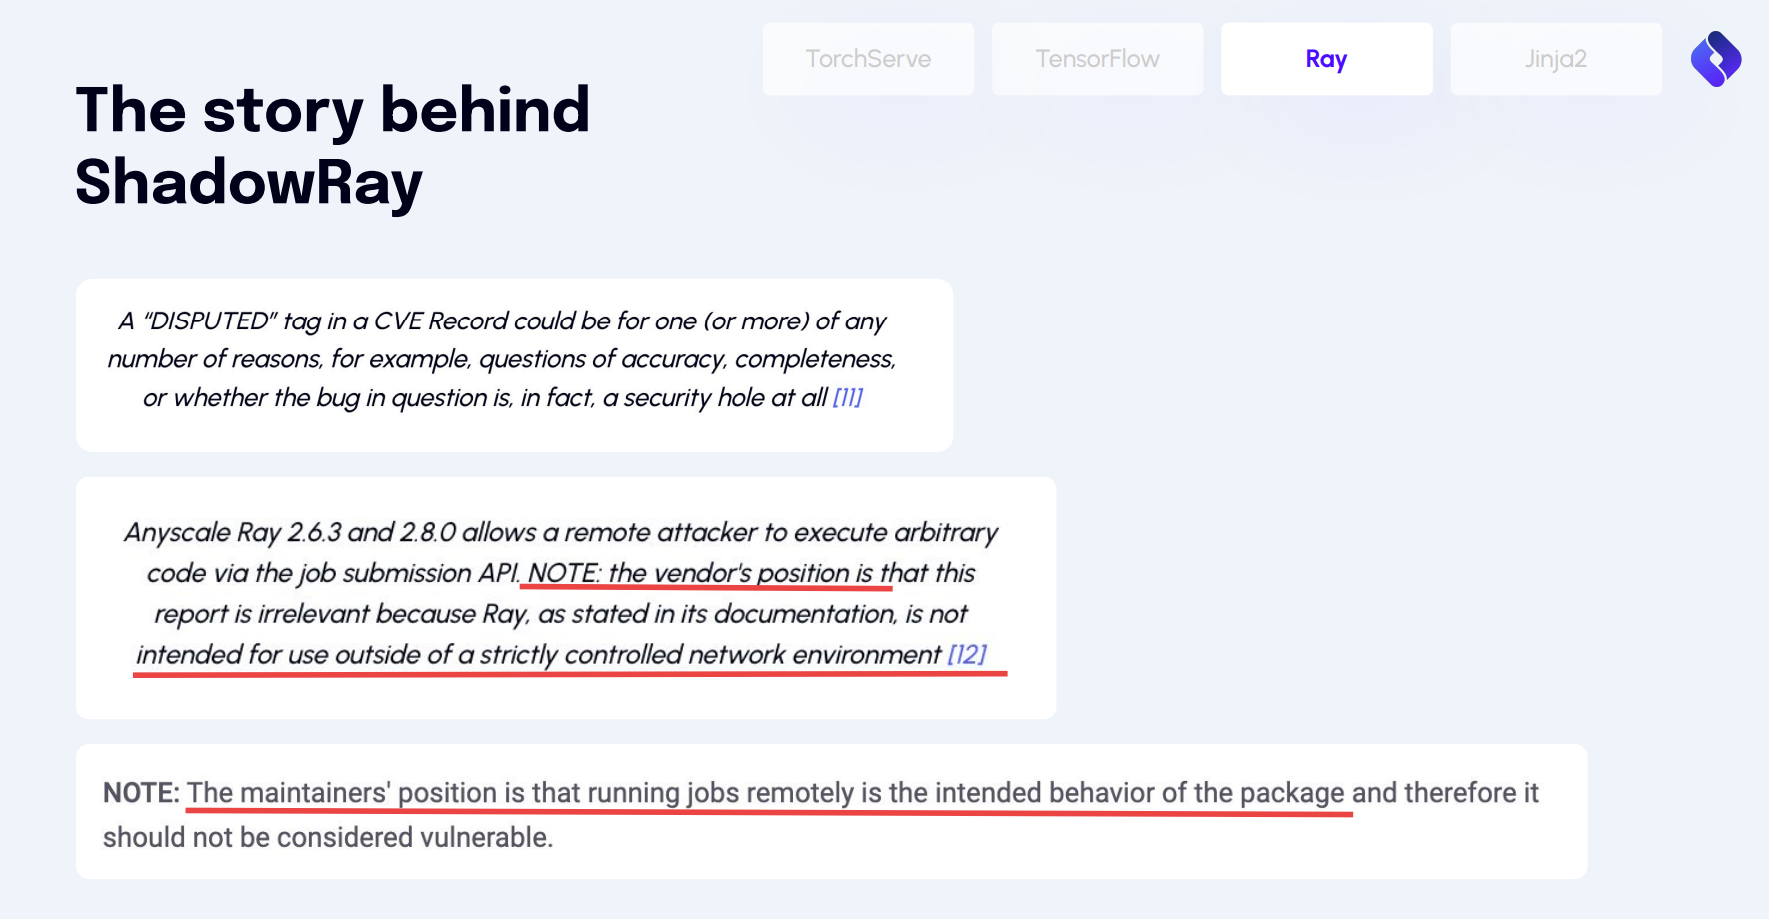 TorchServe
TensorFlow
Ray
Jinja2
The story behind
ShadowRay
A “DISPUTED” tag in a CVE Record could be for one (or more) of any
number of reasons, for example, questions of accuracy, completeness,
or whether the bug in question is, in fact, a security hole at all [11]
Anyscale Ray 2.6.3 and 2.8.0 allows a remote attacker to execute arbitrary
code via the job submission API. NOTE: the vendor's position is that this
report is irrelevant because Ray, as stated in its documentation, is not
intended for use outside of a strictly controlled network environment [12]
NOTE: The maintainers' position is that running jobs remotely is the intended behavior of the package and therefore it
should not be considered vulnerable.